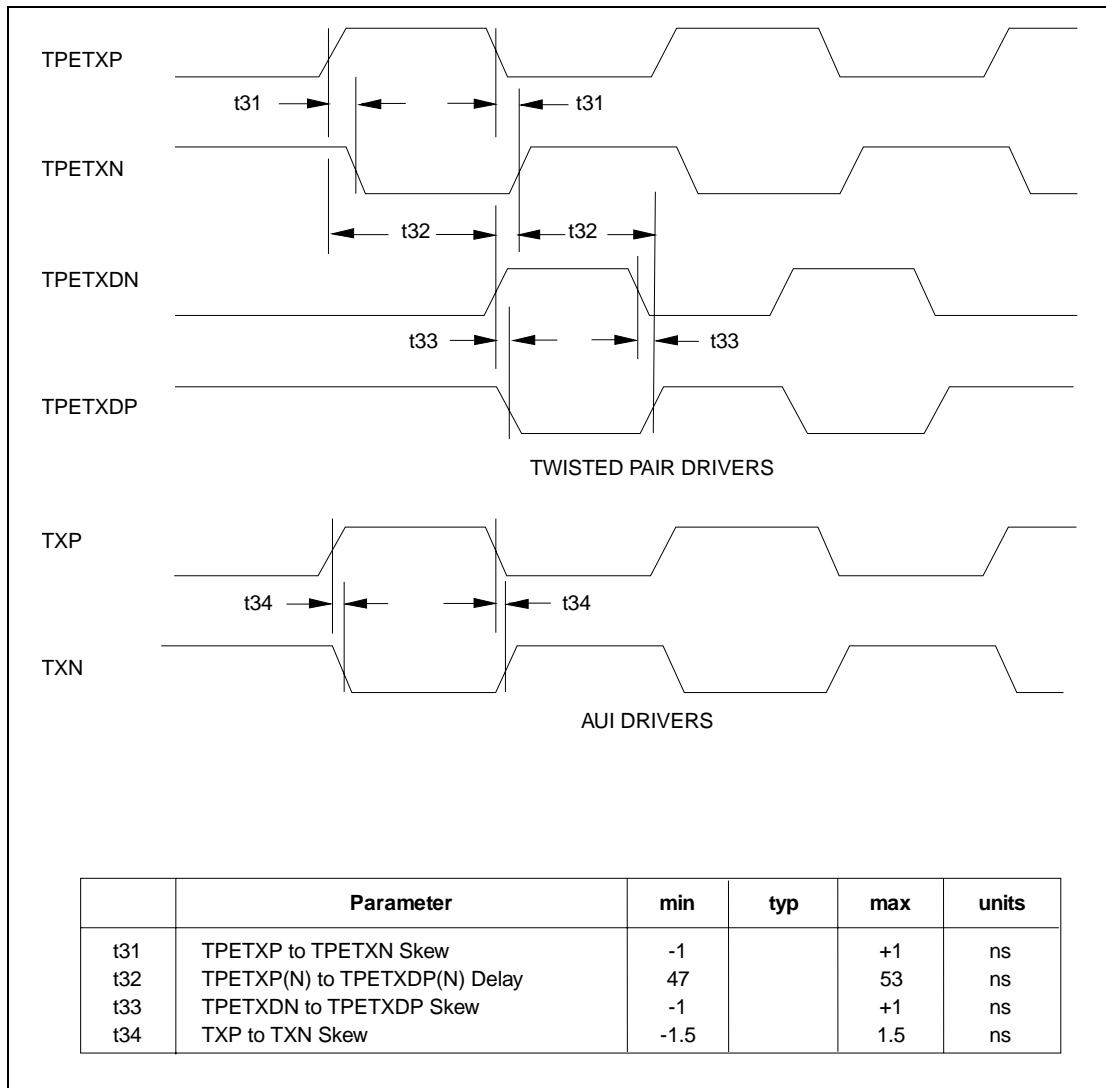 TPETXP
t31 t31
TPETXN
t32 t32
TPETXDN
t33 t33
TPETXDP
TWISTED PAIR DRIVERS
TXP
t34 t34
TXN
AUI DRIVERS
Parameter min typ max units
t31 TPETXP to TPETXN Skew -1 +1 ns
t32 TPETXP(N) to TPETXDP(N) Delay 47 53 ns
t33 TPETXDN to TPETXDP Skew -1 +1 ns
t34 TXP to TXN Skew -1.5 1.5 ns